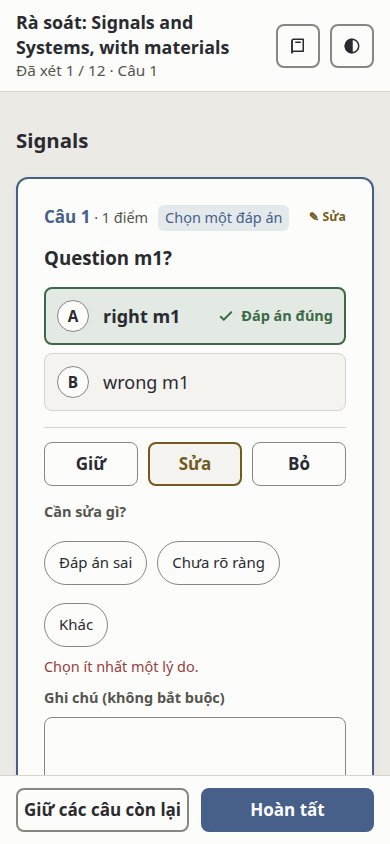 Rà soát: Signals and
Systems, with materials
Đã xét 1 / 12 · Câu 1
Signals
Câu 1 · 1 điểm Chọn một đáp án ✎ Sửa
Question m1?
A right m1 ✓ Đáp án đúng
B wrong m1
Giữ Sửa Bỏ
Cần sửa gì?
Đáp án sai Chưa rõ ràng
Khác
Chọn ít nhất một lý do.
Ghi chú (không bắt buộc)
Giữ các câu còn lại Hoàn tất